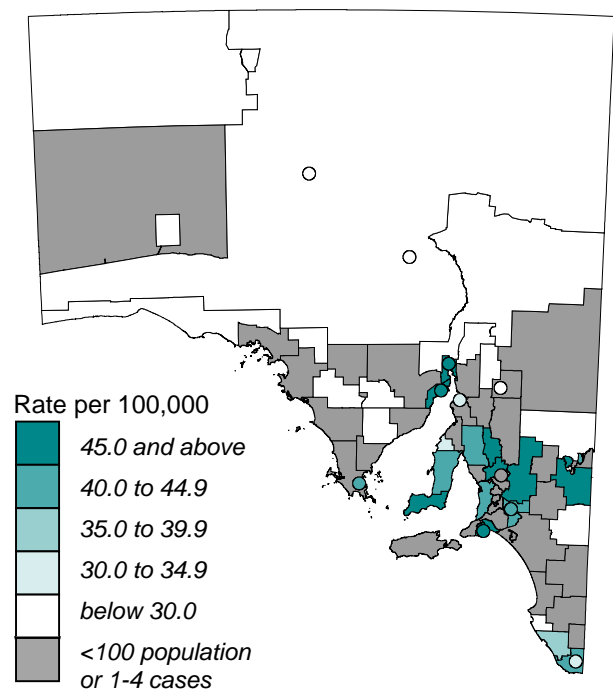 Rate per 100,000
45.0 and above
40.0 to 44.9
35.0 to 39.9
30.0 to 34.9
below 30.0
<100 population
or 1-4 cases